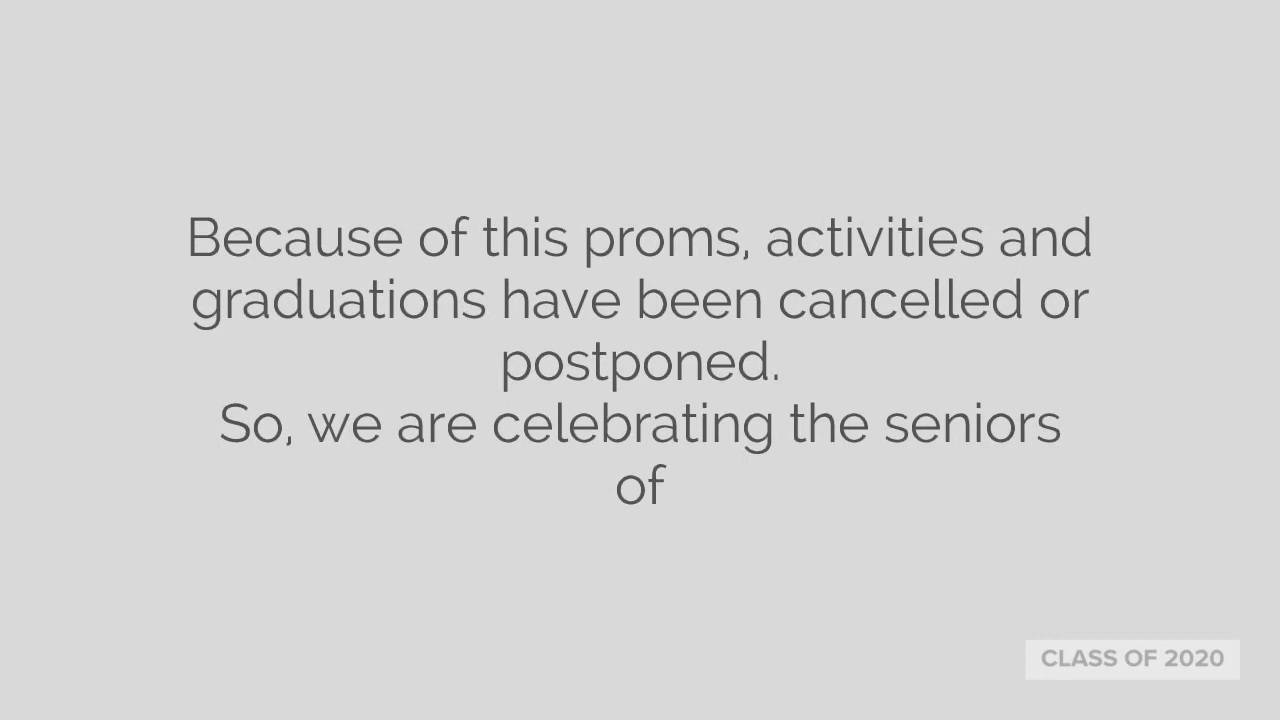 Because of this proms, activities and
graduations have been cancelled or
postponed.
So, we are celebrating the seniors
of
CLASS OF 2020